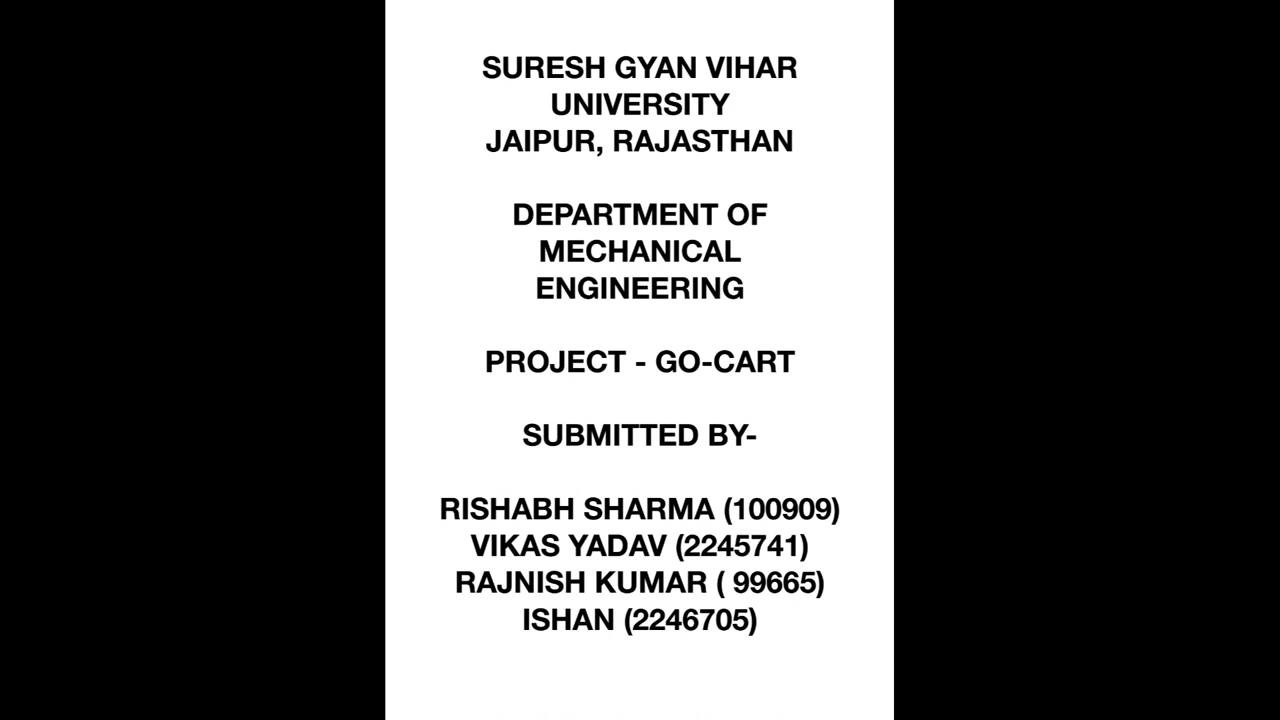 SURESH GYAN VIHAR
UNIVERSITY
JAIPUR, RAJASTHAN
DEPARTMENT OF
MECHANICAL
ENGINEERING
PROJECT - GO-CART
SUBMITTED BY-
RISHABH SHARMA (100909)
VIKAS YADAV (2245741)
RAJNISH KUMAR ( 99665)
ISHAN (2246705)